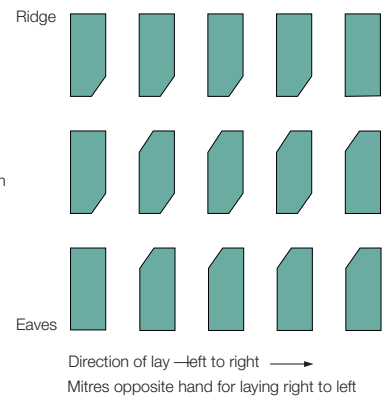 Ridge
Eaves
Direction of lay – left to right
Mitres opposite hand for laying right to left